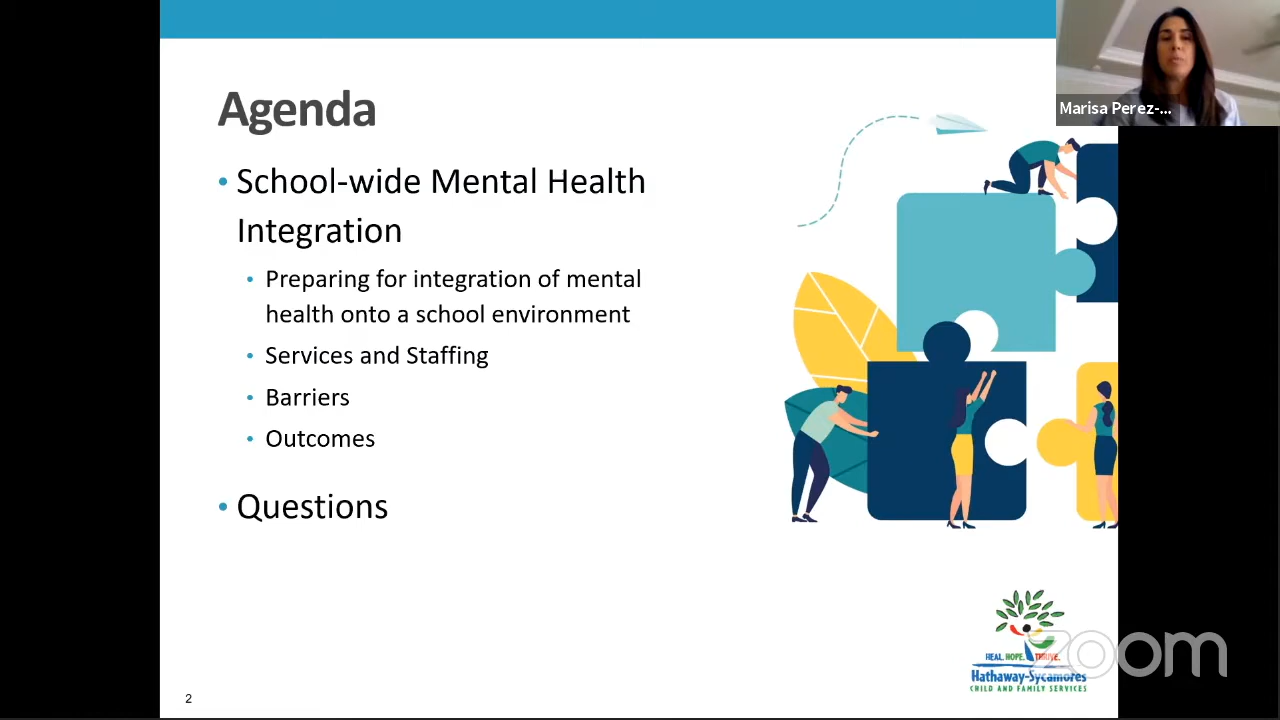 Agenda
• School-wide Mental Health
Integration
• Preparing for integration of mental
health onto a school environment
• Services and Staffing
• Barriers
• Outcomes
• Questions
2
Marisa Perez-...
HEAL. HOPE. THRIVE.
Hathaway-Sycamores
CHILD AND FAMILY SERVICES
zoom